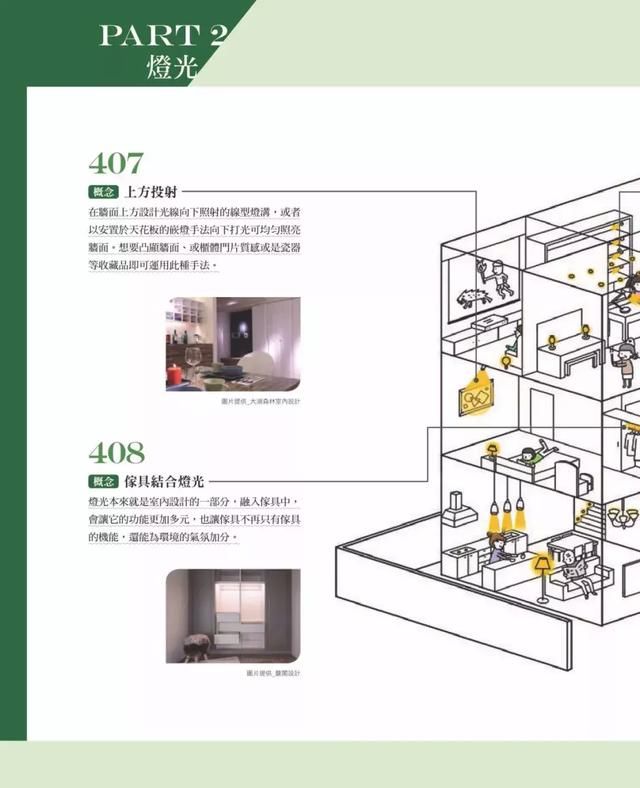 PART 2
燈光
407
概念 上方投射
在牆面上方設計光線向下照射的線型燈溝，或者
以安置於天花板的嵌燈手法向下打光可均勻照亮
牆面。想要凸顯牆面、或櫃體門片質感或是瓷器
等收藏品即可運用此種手法。
圖片提供_大湖森林室內設計
408
概念 傢具結合燈光
燈光本來就是室內設計的一部分，融入傢具中，
會讓它的功能更加多元，也讓傢具不再只有傢具
的機能，還能為環境的氣氛加分。
圖片提供_馥閣設計